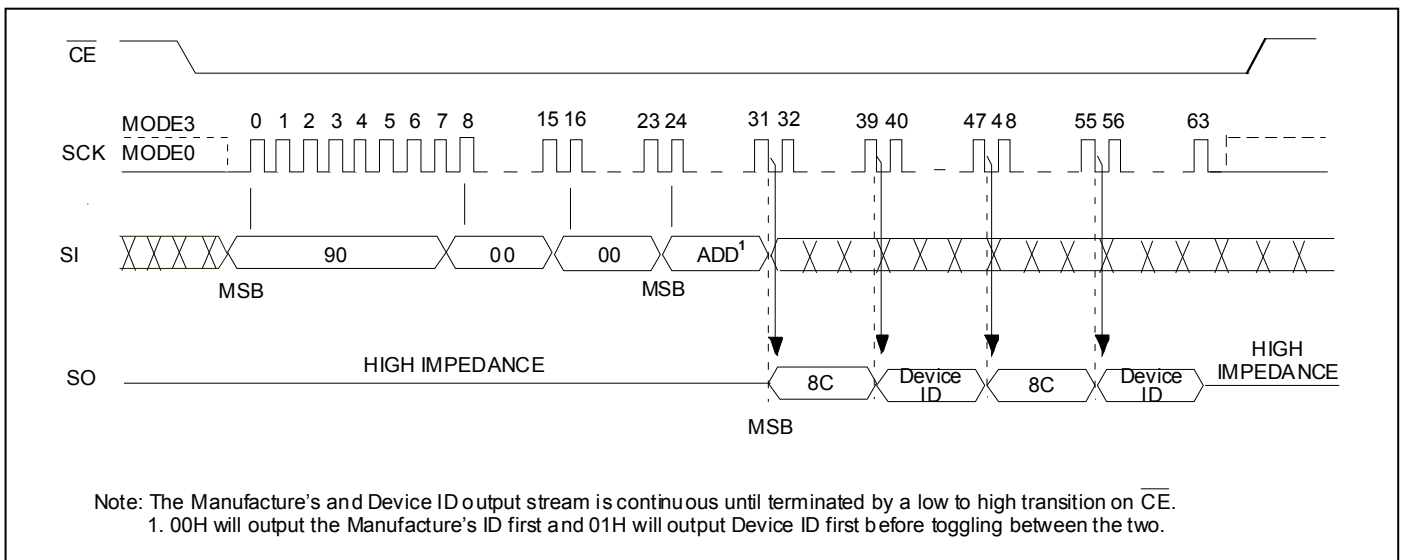 CE
MODE3 0 1 2 3 4 5 6 7 8 15 16 23 24 31 32 39 40 47 48 55 56 63
SCK MODE0
SI 90 00 00 ADD1
MSB MSB
HIGH IMPEDANCE
HIGH IMPEDANCE
SO 8C Device ID 8C Device ID
MSB
Note: The Manufacture's and Device ID output stream is continuous until terminated by a low to high transition on CE.
1. 00H will output the Manufacture's ID first and 01H will output Device ID first before toggling between the two.